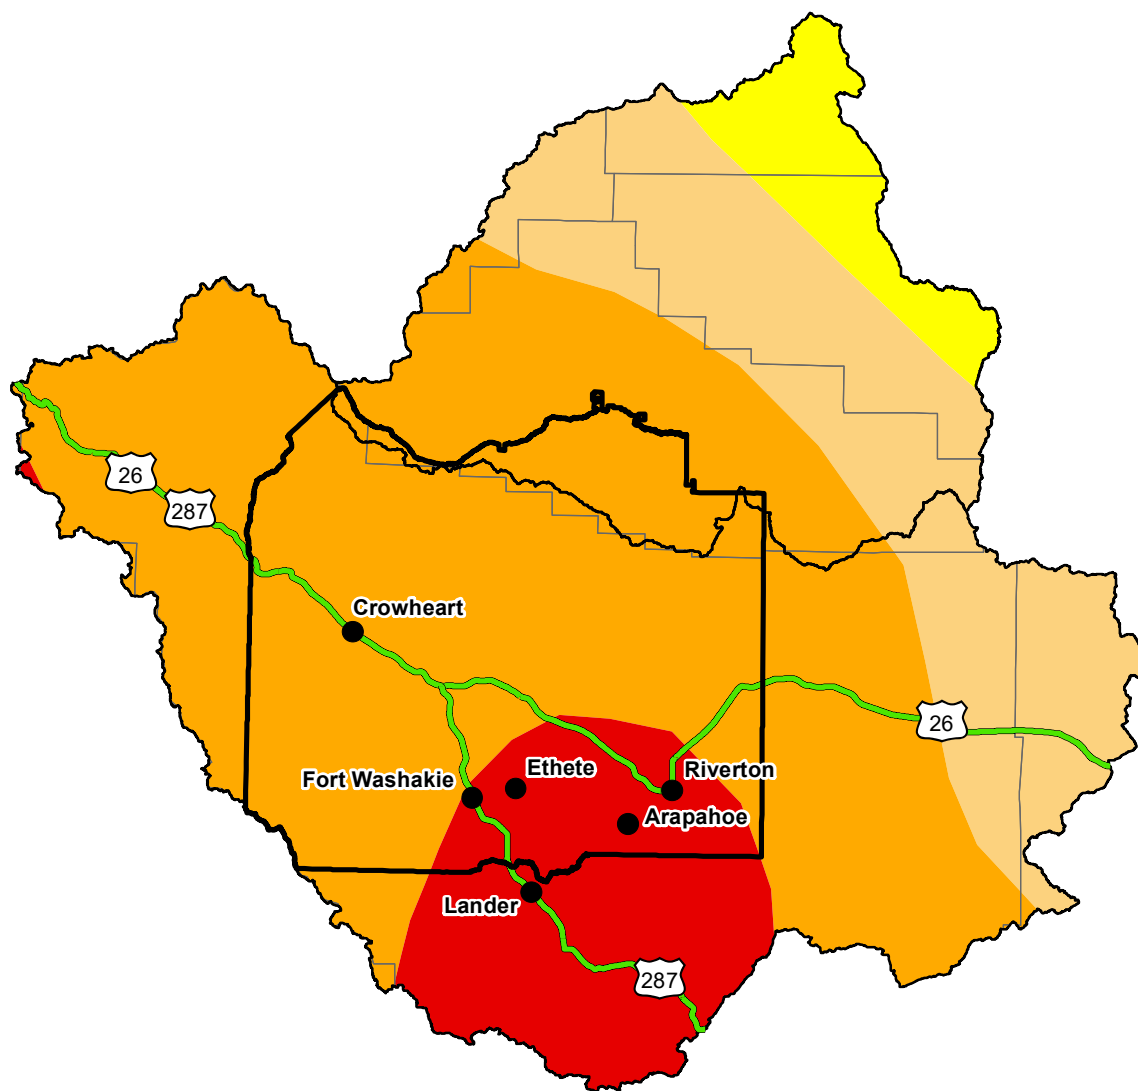 26
287
Crowheart
26
Ethete
Riverton
Fort Washakie
Arapahoe
Lander
287